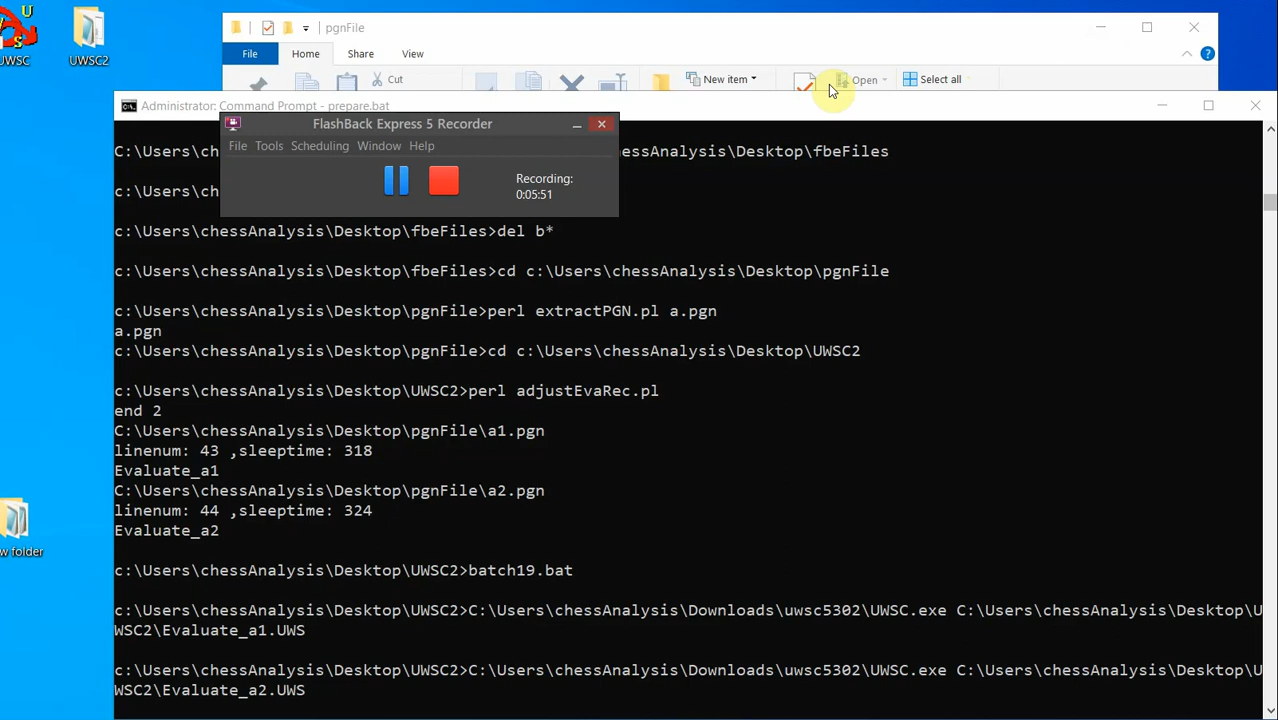 U
S
UWSC
UWSC2
pgnFile
File
Home
Share
View
Cut
New item
Open
Select all
Administrator: Command Prompt - prepare.bat
FlashBack Express 5 Recorder
File Tools Scheduling Window Help
Recording:
0:05:51
C:\Users\ch
essAnalysis\Desktop\fbeFiles
c:\Users\ch
c:\Users\chessAnalysis\Desktop\fbeFiles>del b*
c:\Users\chessAnalysis\Desktop\fbeFiles>cd c:\Users\chessAnalysis\Desktop\pgnFile
c:\Users\chessAnalysis\Desktop\pgnFile>perl extractPGN.pl a.pgn
a.pgn
c:\Users\chessAnalysis\Desktop\pgnFile>cd c:\Users\chessAnalysis\Desktop\UWSC2
c:\Users\chessAnalysis\Desktop\UWSC2>perl adjustEvaRec.pl
end 2
C:\Users\chessAnalysis\Desktop\pgnFile\a1.pgn
linenum: 43 ,sleeptime: 318
Evaluate_a1
C:\Users\chessAnalysis\Desktop\pgnFile\a2.pgn
linenum: 44 ,sleeptime: 324
Evaluate_a2
c:\Users\chessAnalysis\Desktop\UWSC2>batch19.bat
c:\Users\chessAnalysis\Desktop\UWSC2>C:\Users\chessAnalysis\Downloads\uwsc5302\UWSC.exe C:\Users\chessAnalysis\Desktop\U
WSC2\Evaluate_a1.UWS
c:\Users\chessAnalysis\Desktop\UWSC2>C:\Users\chessAnalysis\Downloads\uwsc5302\UWSC.exe C:\Users\chessAnalysis\Desktop\U
WSC2\Evaluate_a2.UWS
w folder